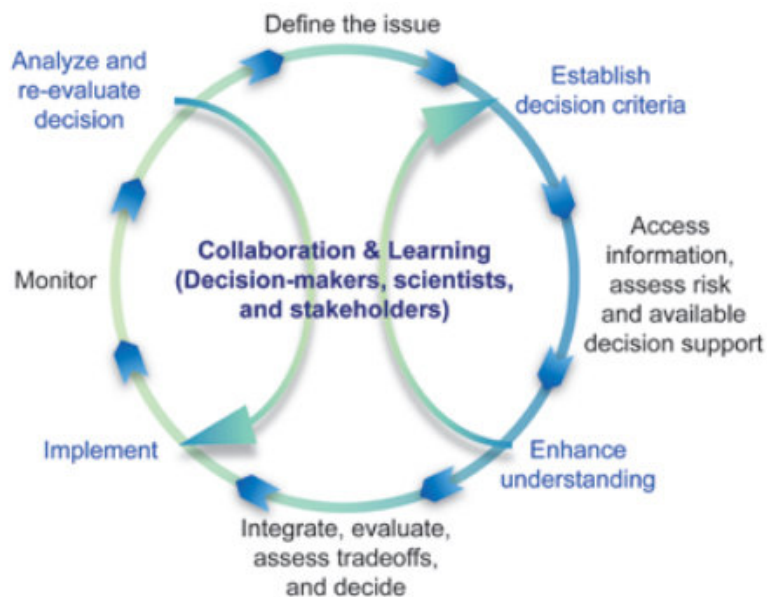 Define the issue
Analyze and
re-evaluate
decision
Establish
decision criteria
Access
information,
assess risk
and available
decision support
Collaboration & Learning
(Decision-makers, scientists,
and stakeholders)
Monitor
Implement
Enhance
understanding
Integrate, evaluate,
assess tradeoffs,
and decide